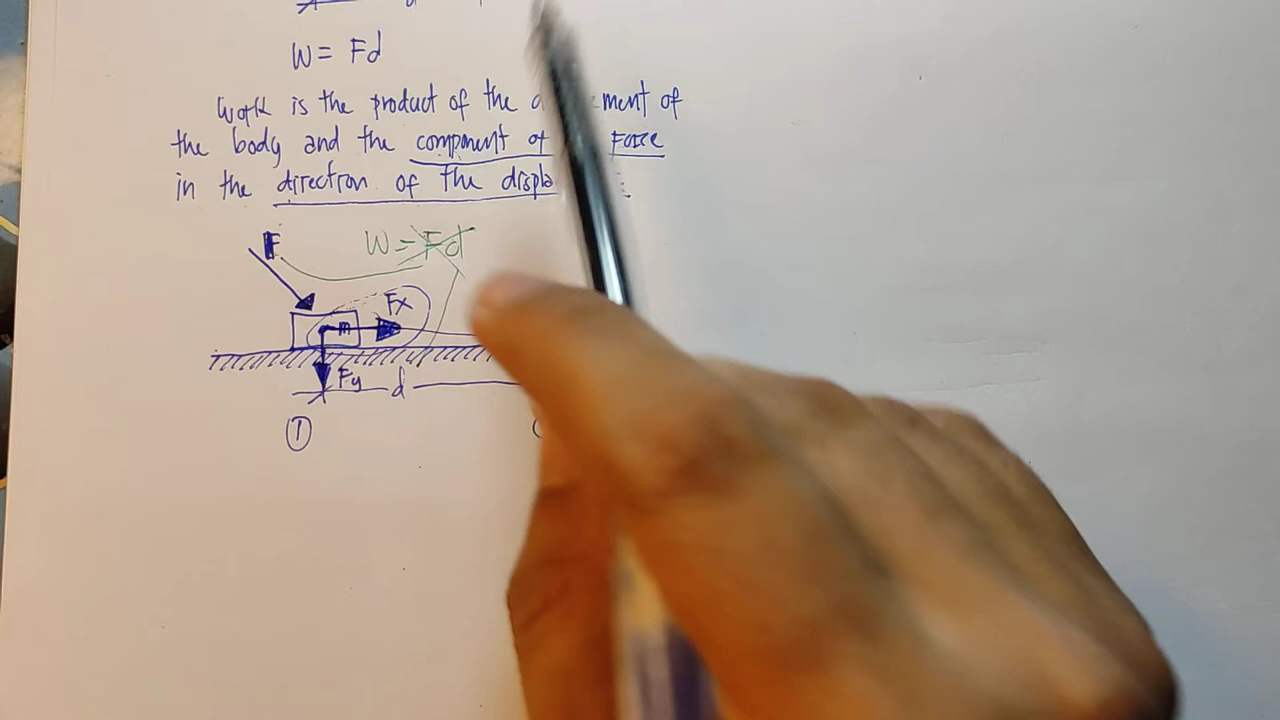 W = Fd
Work is the product of the
the body and the component of Force
in the direction of the
F W = Fd
Fx
m
Fy d
1